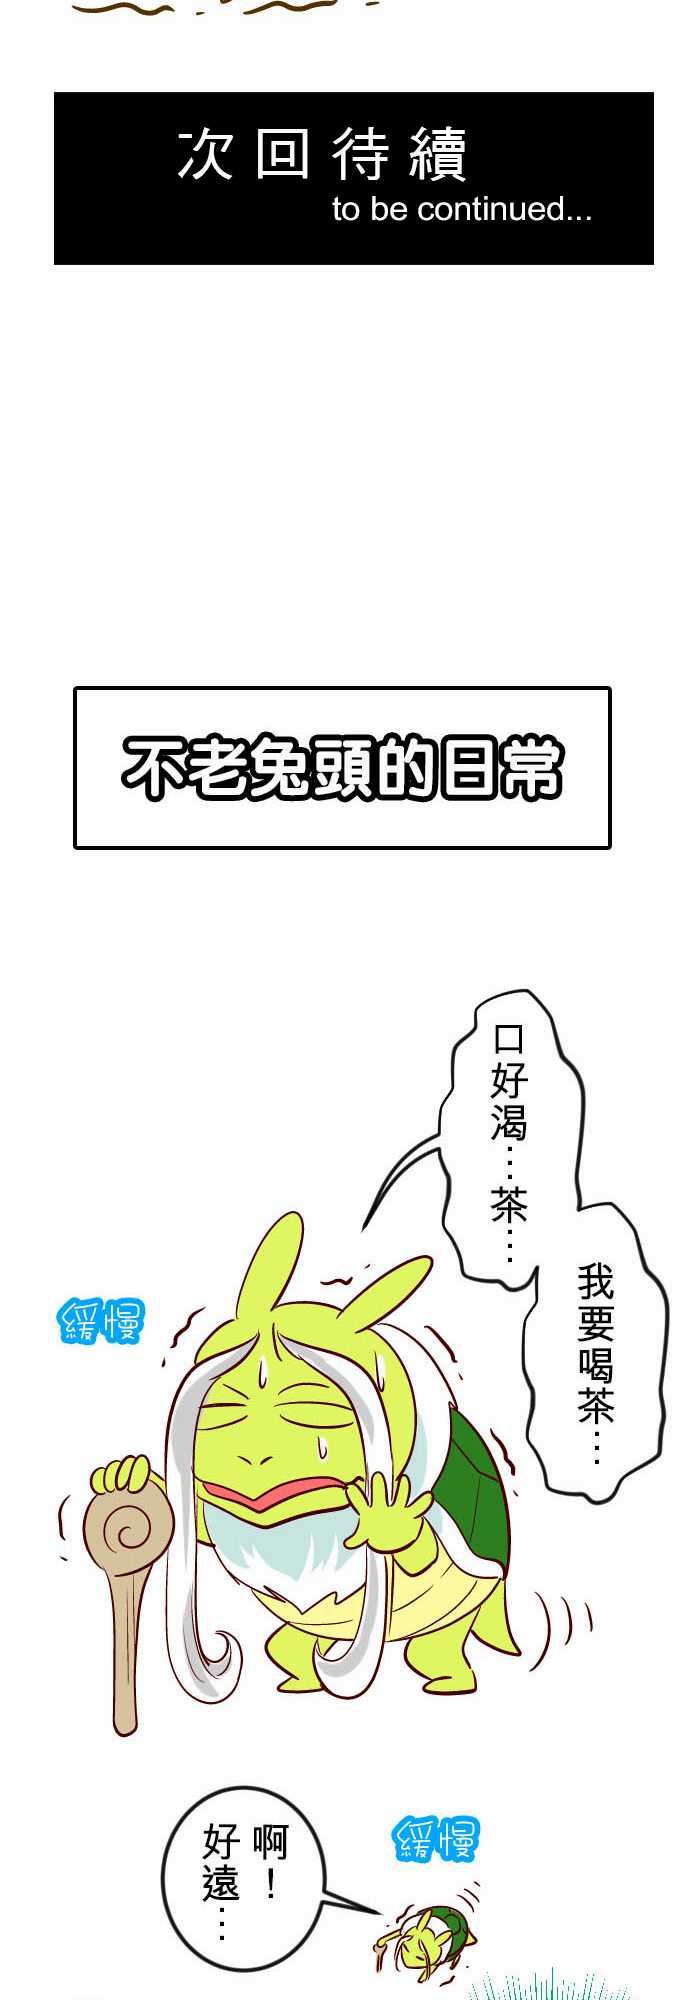 次回待續
to be continued...
不老兔頭的日常
口好渴…茶…
我要喝茶…
緩慢
緩慢
啊！
好遠…